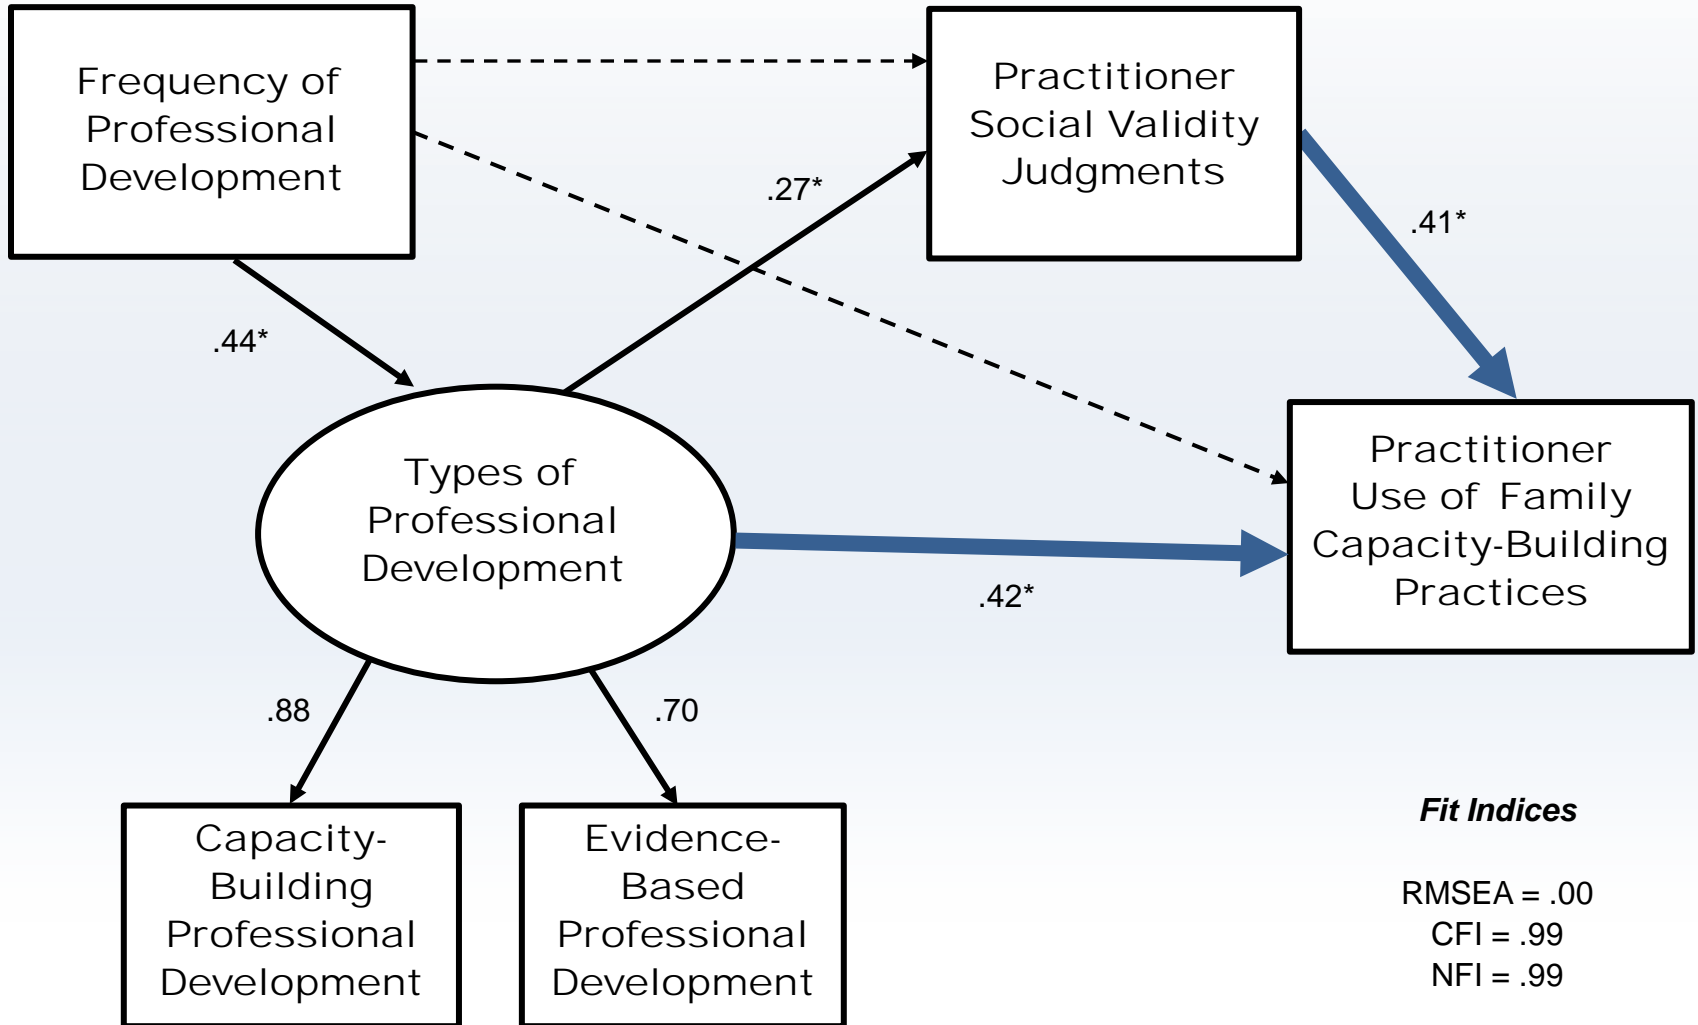 Frequency of
Professional
Development
Practitioner
Social Validity
Judgments
.27*
.41*
.44*
Types of
Professional
Development
Practitioner
Use of Family
Capacity-Building
Practices
.42*
.88
.70
Capacity-
Building
Professional
Development
Evidence-
Based
Professional
Development
Fit Indices
RMSEA = .00
CFI = .99
NFI = .99